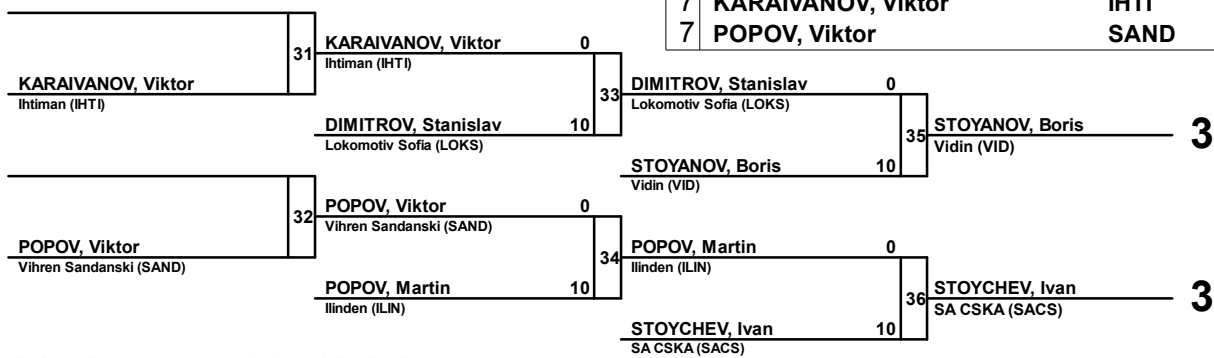 7 KARAIVANOV, Viktor IHTI
7 POPOV, Viktor SAND
31
KARAIVANOV, Viktor 0
Ihtiman (IHTI)
KARAIVANOV, Viktor
Ihtiman (IHTI)
33
DIMITROV, Stanislav 0
Lokomotiv Sofia (LOKS)
DIMITROV, Stanislav 10
Lokomotiv Sofia (LOKS)
35
STOYANOV, Boris
Vidin (VID)
3
STOYANOV, Boris 10
Vidin (VID)
32
POPOV, Viktor 0
Vihren Sandanski (SAND)
POPOV, Viktor
Vihren Sandanski (SAND)
34
POPOV, Martin 0
Ilinden (ILIN)
POPOV, Martin 10
Ilinden (ILIN)
36
STOYCHEV, Ivan
SA CSKA (SACS)
3
STOYCHEV, Ivan 10
SA CSKA (SACS)